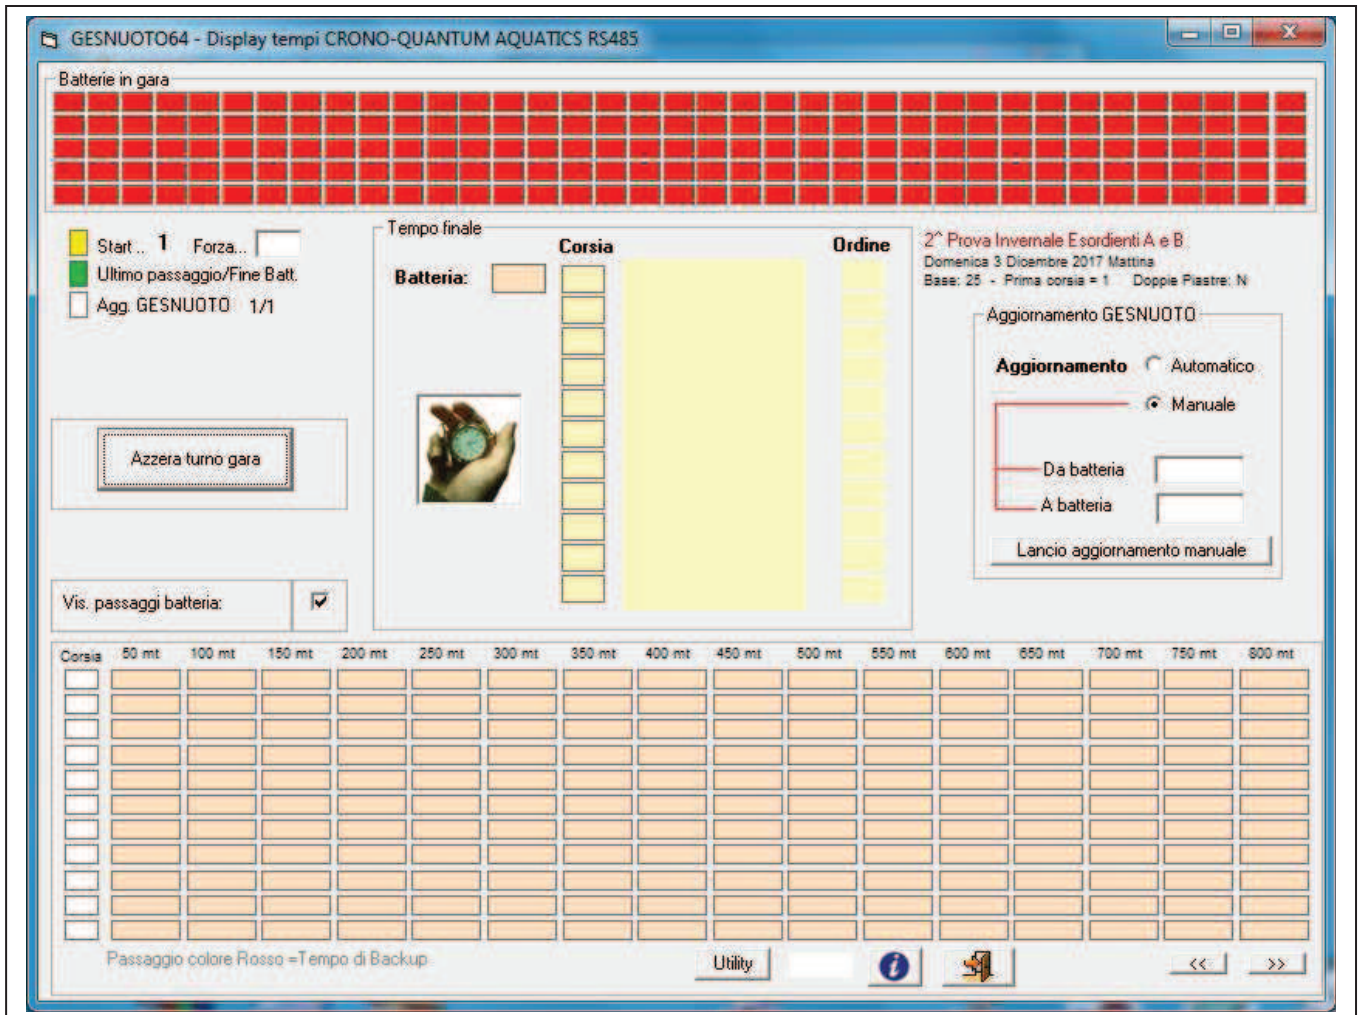 GESNUOTO64 - Display tempi CRONO-QUANTUM AQUATICS RS485
Batterie in gara
Start .. 1 Forza...
Ultimo passaggio/Fine Batt.
Agg. GESNUOTO 1/1
Azzera turno gara
Vis. passaggi batteria:
Tempo finale
Corsia Ordine
Batteria:
2^ Prova Invernale Esordienti A e B
Domenica 3 Dicembre 2017 Mattina
Base: 25 - Prima corsia = 1 Doppie Piastre: N
Aggiornamento GESNUOTO
Aggiornamento Automatico
Manuale
Da batteria
A batteria
Lancio aggiornamento manuale
Corsia 50 mt 100 mt 150 mt 200 mt 250 mt 300 mt 350 mt 400 mt 450 mt 500 mt 550 mt 600 mt 650 mt 700 mt 750 mt 800 mt
Passaggio colore Rosso =Tempo di Backup
Utility << >>